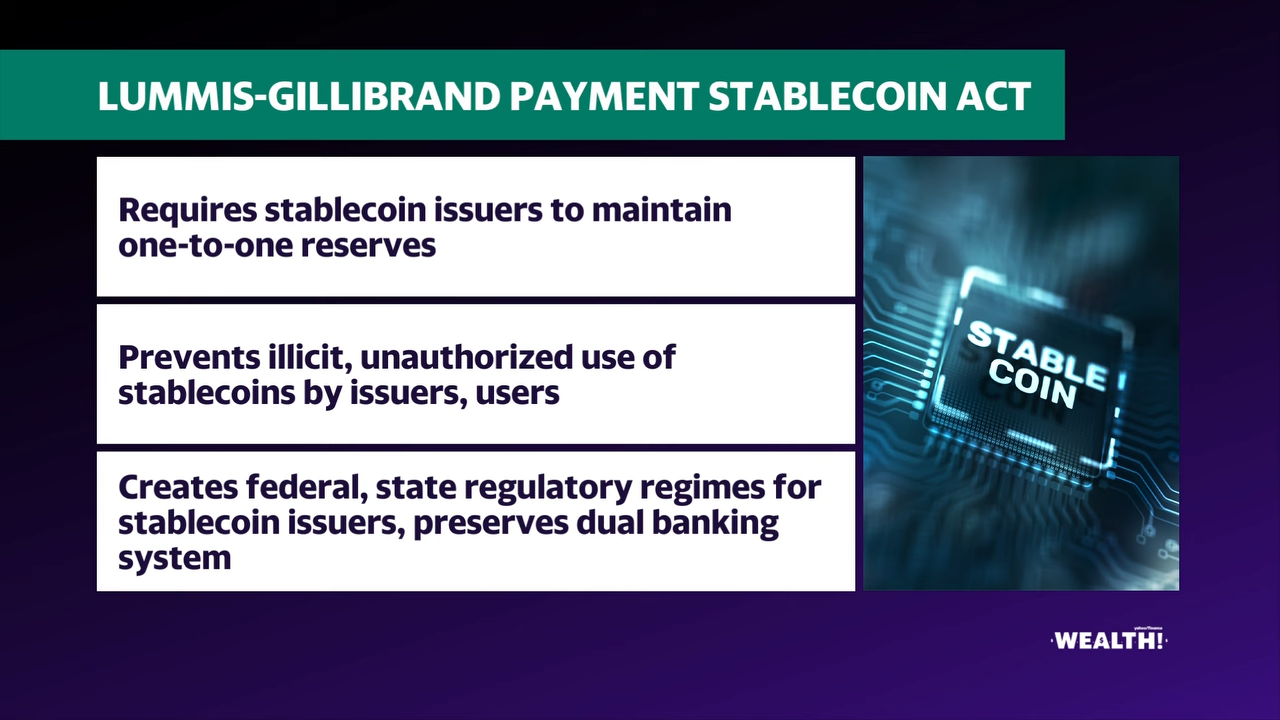 LUMMIS-GILLIBRAND PAYMENT STABLECOIN ACT
Requires stablecoin issuers to maintain
one-to-one reserves
Prevents illicit, unauthorized use of
stablecoins by issuers, users
Creates federal, state regulatory regimes for
stablecoin issuers, preserves dual banking
system
STABLE
COIN
yahoo!finance
WEALTH!